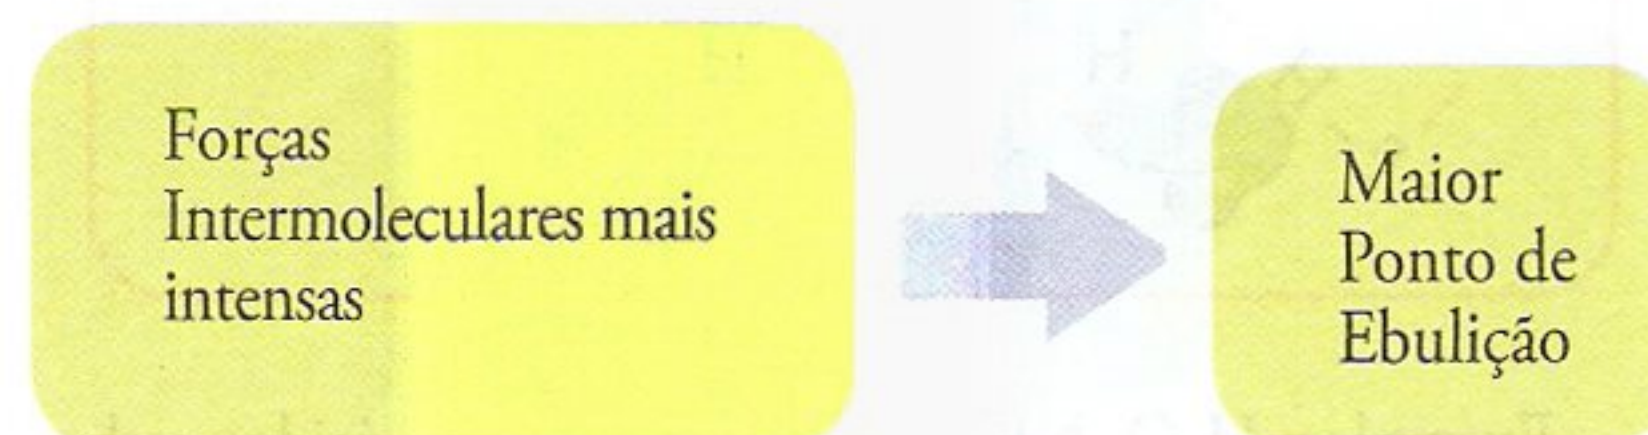 Forças
Intermoleculares mais
intensas
Maior
Ponto de
Ebulição